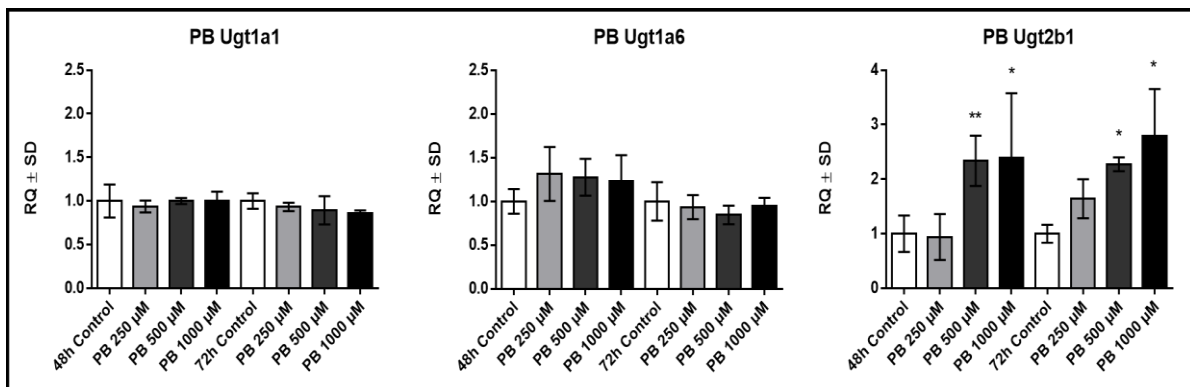 PB Ugt1a1
RQ ± SD
2.5
2.0
1.5
1.0
0.5
0.0
48h Control
PB 250 µM
PB 500 µM
PB 1000 µM
72h Control
PB 250 µM
PB 500 µM
PB 1000 µM
PB Ugt1a6
RQ ± SD
2.5
2.0
1.5
1.0
0.5
0.0
48h Control
PB 250 µM
PB 500 µM
PB 1000 µM
72h Control
PB 250 µM
PB 500 µM
PB 1000 µM
PB Ugt2b1
RQ ± SD
4
3
2
1
0
**
*
*
*
48h Control
PB 250 µM
PB 500 µM
PB 1000 µM
72h Control
PB 250 µM
PB 500 µM
PB 1000 µM